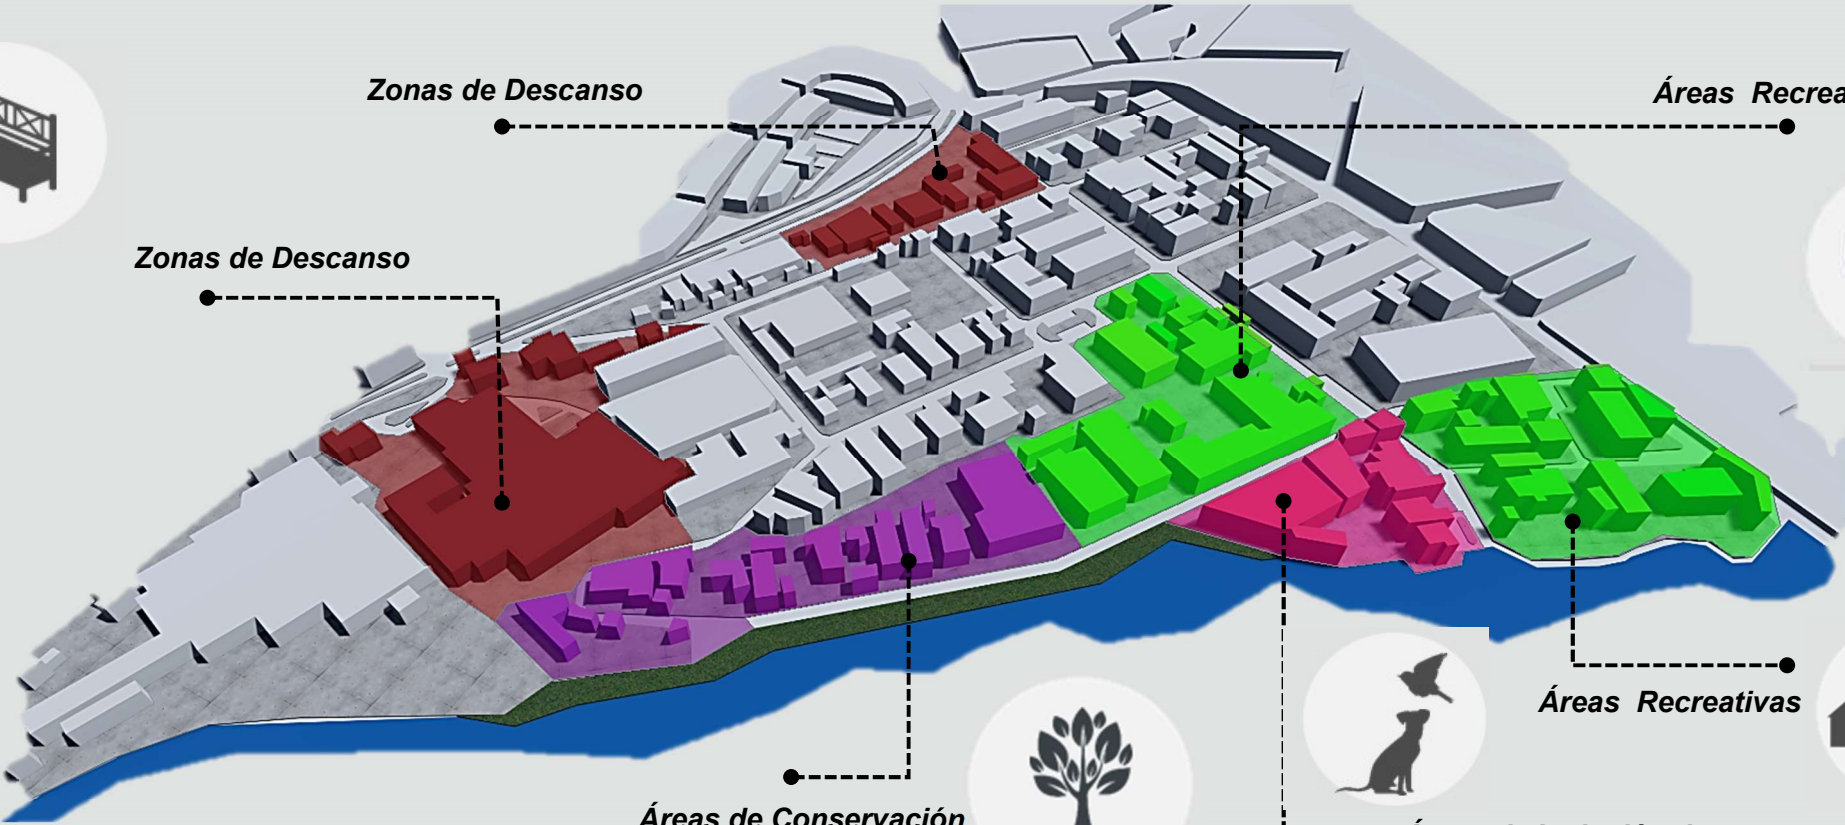 Zonas de Descanso
Áreas Recrea
Zonas de Descanso
Áreas Recreativas
Áreas de Conservación